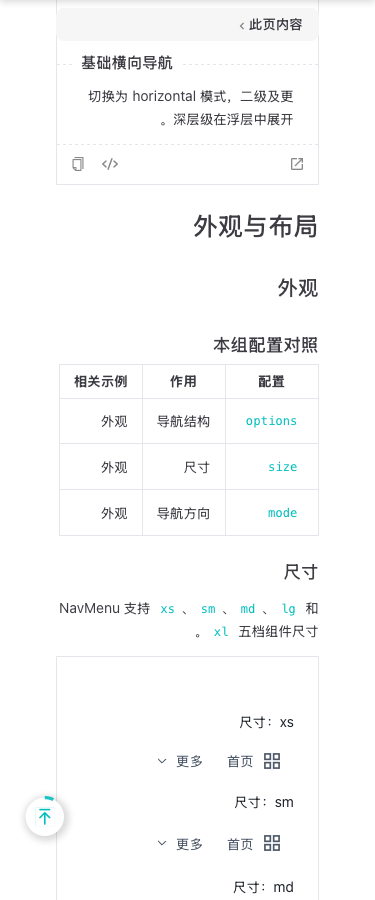 此页内容
基础横向导航
切换为 horizontal 模式，二级及更
深层级在浮层中展开。
外观与布局
外观
本组配置对照
配置 作用 相关示例
options 导航结构 外观
size 尺寸 外观
mode 导航方向 外观
尺寸
NavMenu 支持 xs 、 sm 、 md 、 lg 和
xl 五档组件尺寸。
尺寸：xs
首页 更多
尺寸：sm
首页 更多
尺寸：md